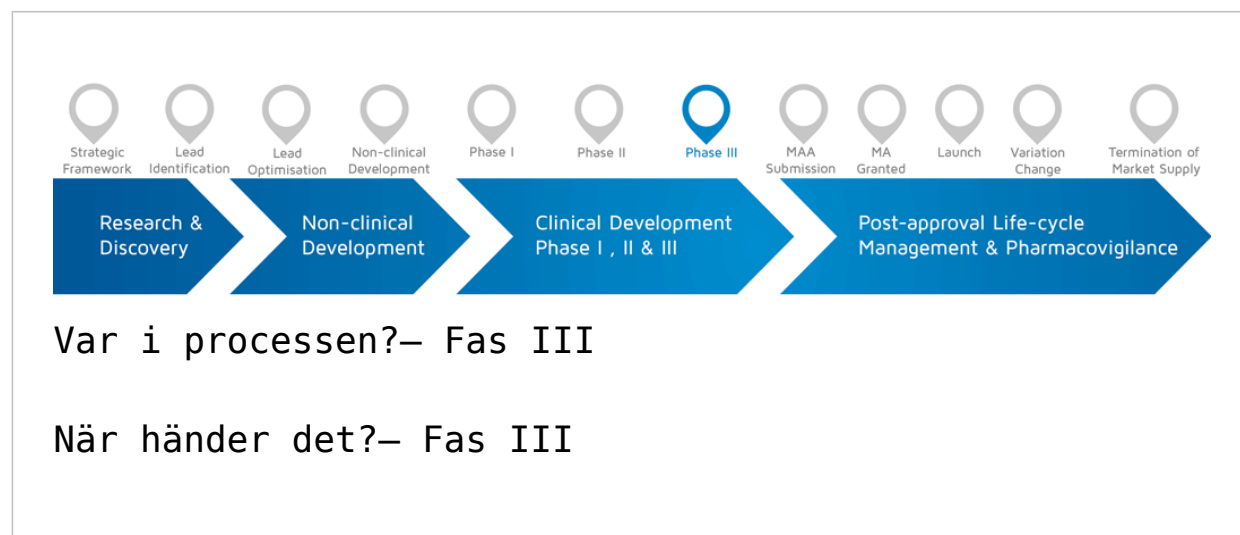 Strategic Framework
Lead Identification
Lead Optimisation
Non-clinical Development
Phase I
Phase II
Phase III
MAA Submission
MA Granted
Launch
Variation Change
Termination of Market Supply
Research &
Discovery
Non-clinical
Development
Clinical Development
Phase I , II & III
Post-approval Life-cycle
Management & Pharmacovigilance
Var i processen?– Fas III
När händer det?– Fas III